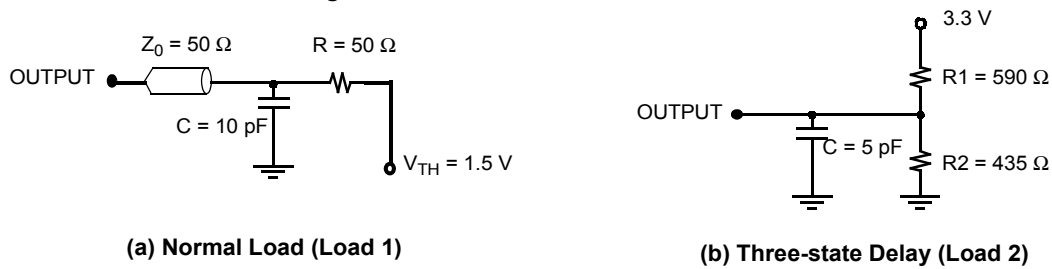 Z0 = 50 Ω
R = 50 Ω
OUTPUT
C = 10 pF
VTH = 1.5 V
(a) Normal Load (Load 1)
3.3 V
R1 = 590 Ω
OUTPUT
C = 5 pF
R2 = 435 Ω
(b) Three-state Delay (Load 2)